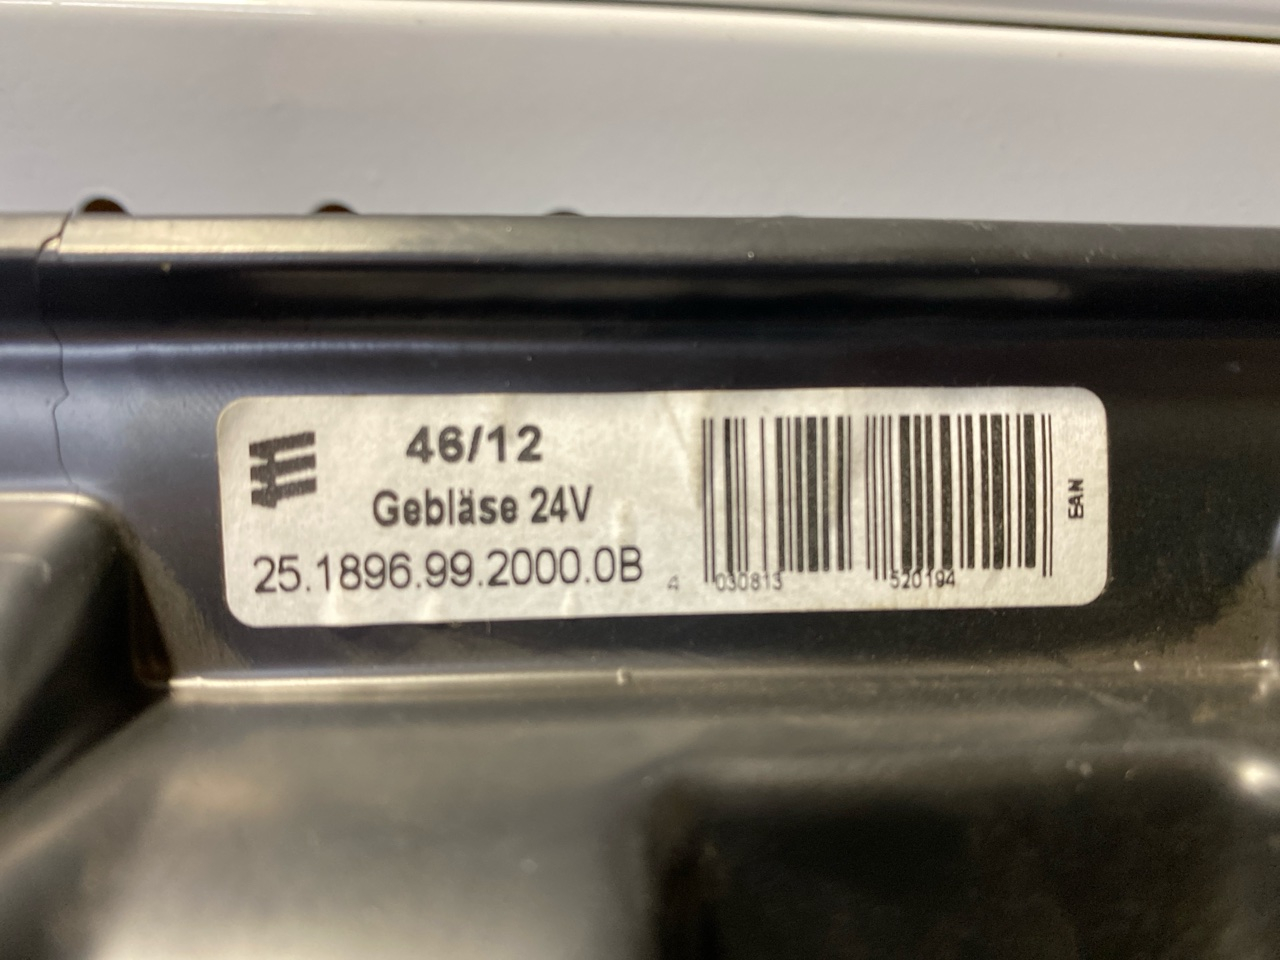 46/12
Gebläse 24V
25.1896.99.2000.0B
4 030813 520194
EAN